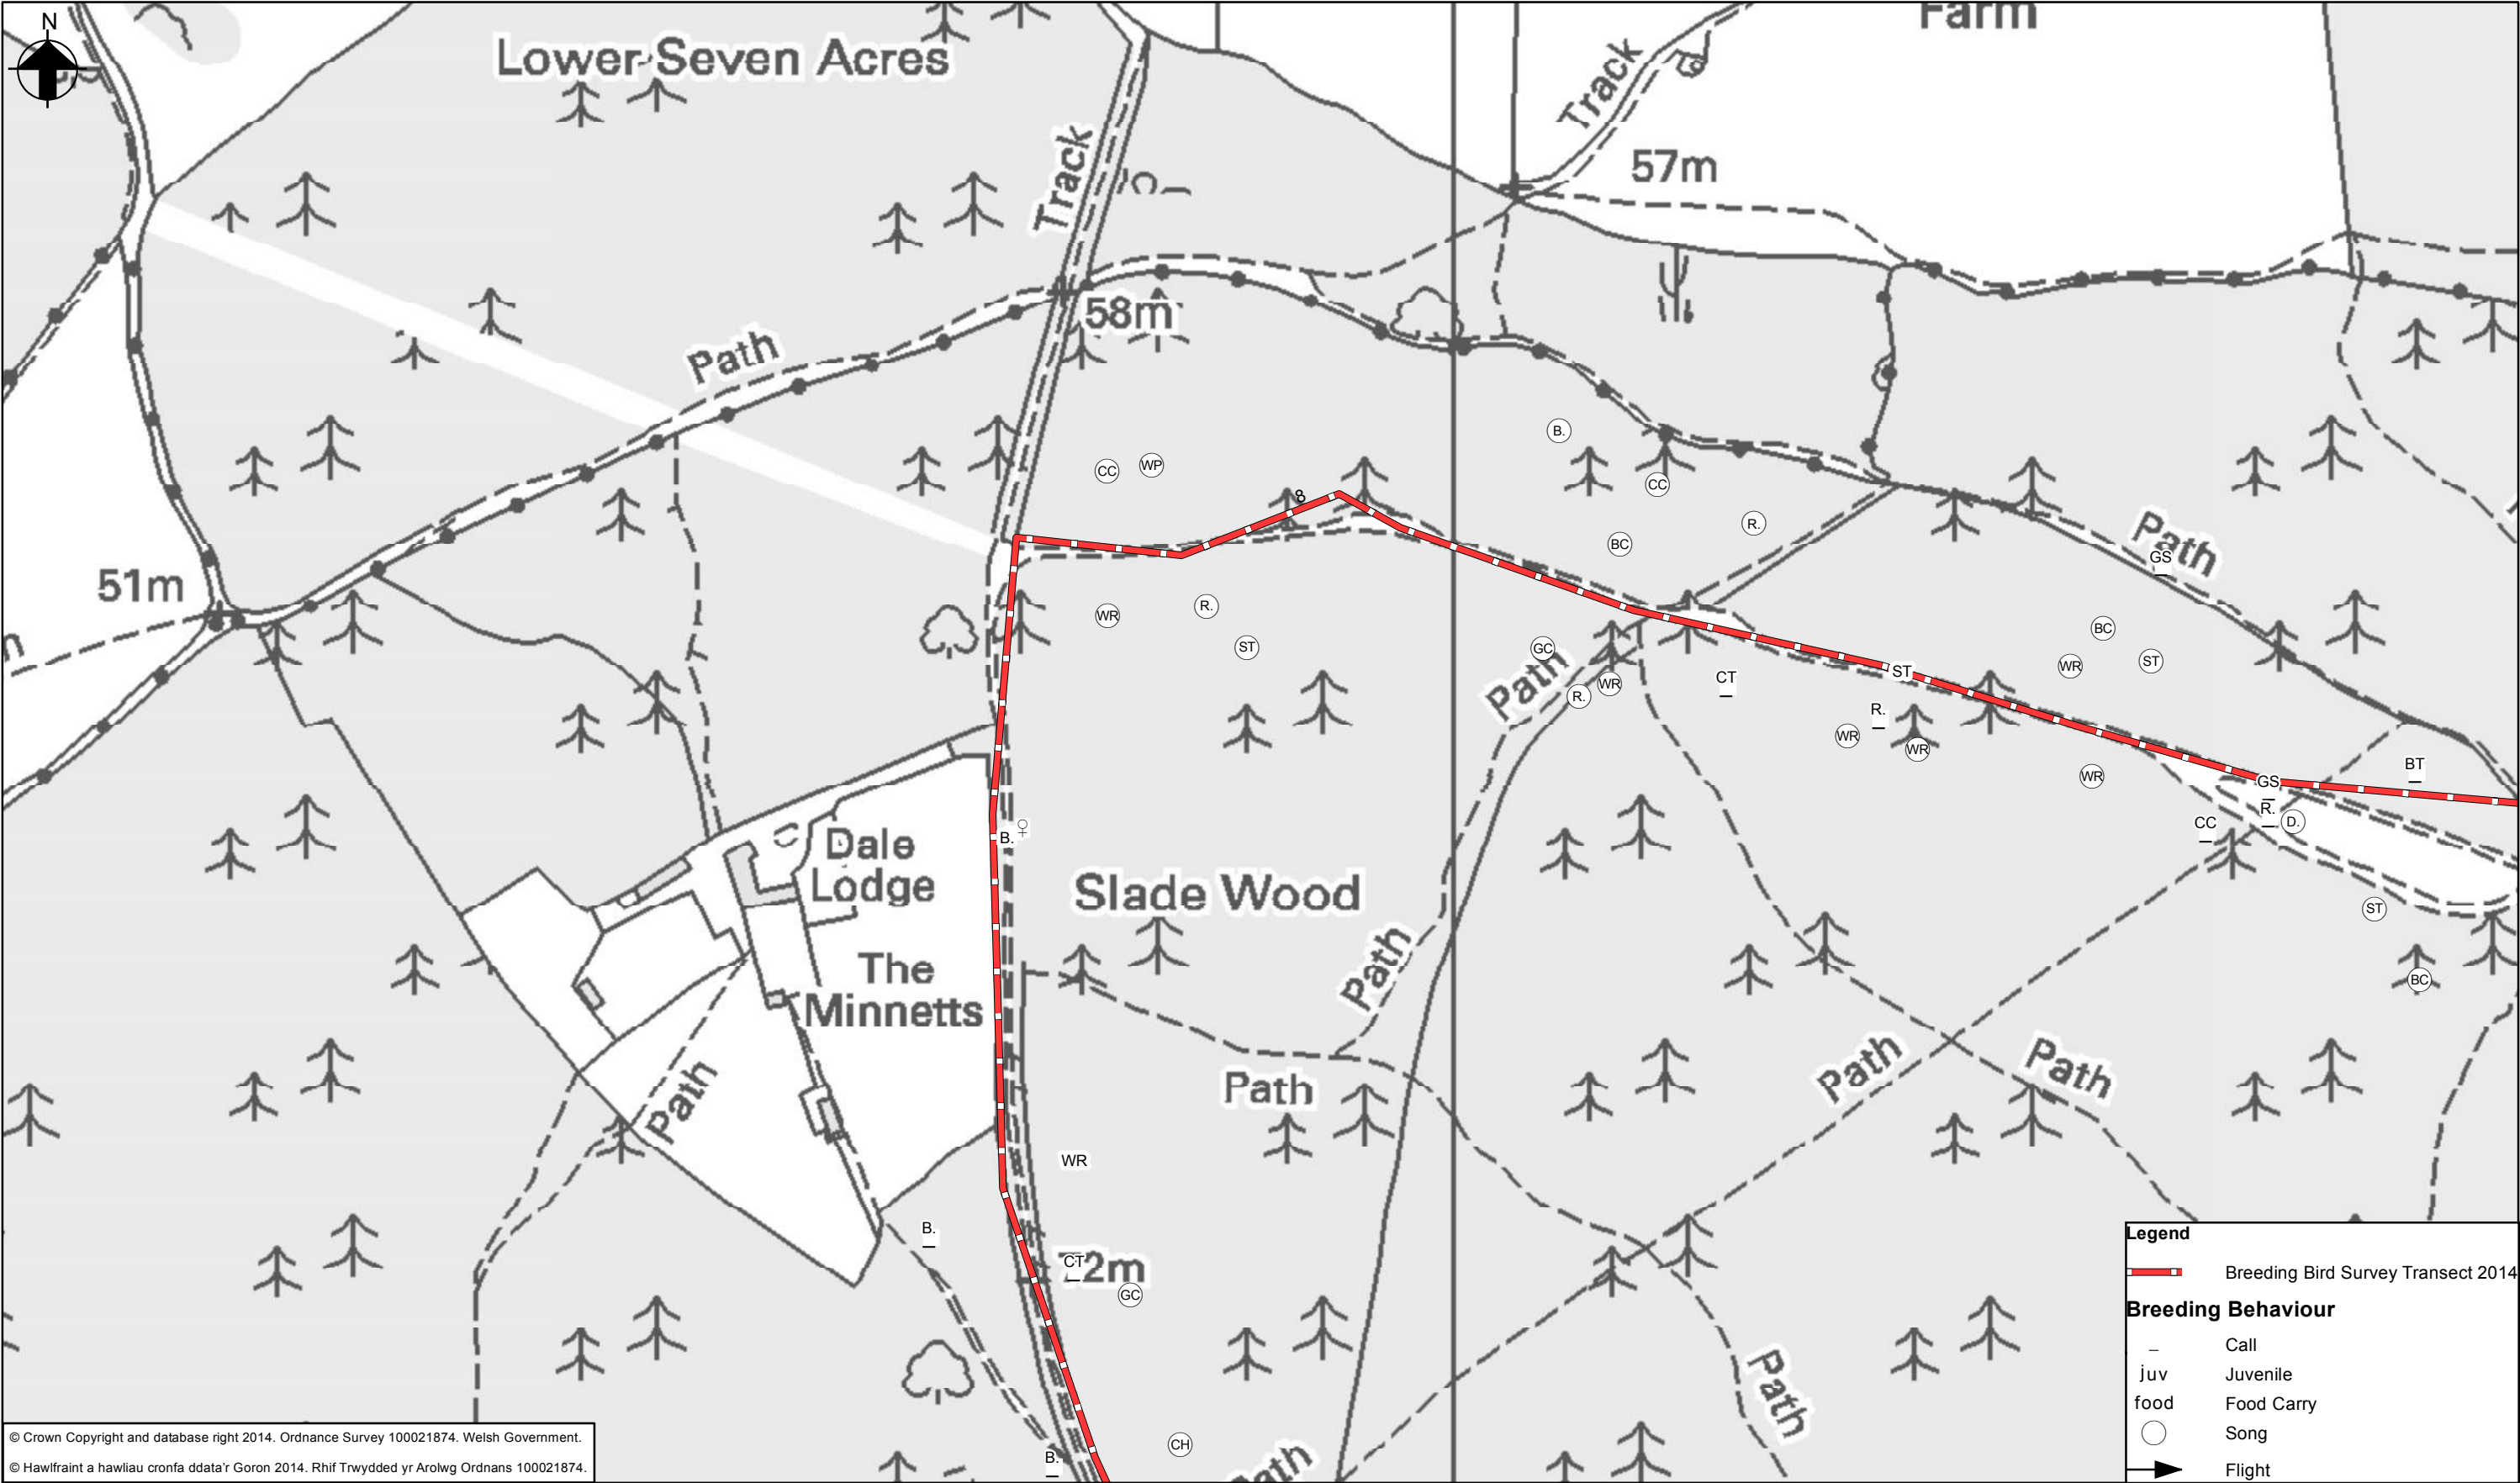 N
Lower Seven Acres
Farm
Track
Track
57m
58m
Path
B.
CC
WP
CC
8
R.
BC
Path
GS
51m
WR
R.
ST
BC
GC
WR
ST
ST
CT
Path
R.
WR
R.
WR
WR
WR
BT
GS
R.
D.
CC
B. ♀
Dale
Lodge
Slade Wood
ST
The
Minnetts
Path
BC
Path
Path
Path
Path
WR
B.
CT
72m
GC
Path
CH
B.
Path
Legend
Breeding Bird Survey Transect 2014
Breeding Behaviour
_ Call
juv Juvenile
food Food Carry
Song
Flight
© Crown Copyright and database right 2014. Ordnance Survey 100021874. Welsh Government.
© Hawlfraint a hawliau cronfa ddata'r Goron 2014. Rhif Trwydded yr Arolwg Ordnans 100021874.